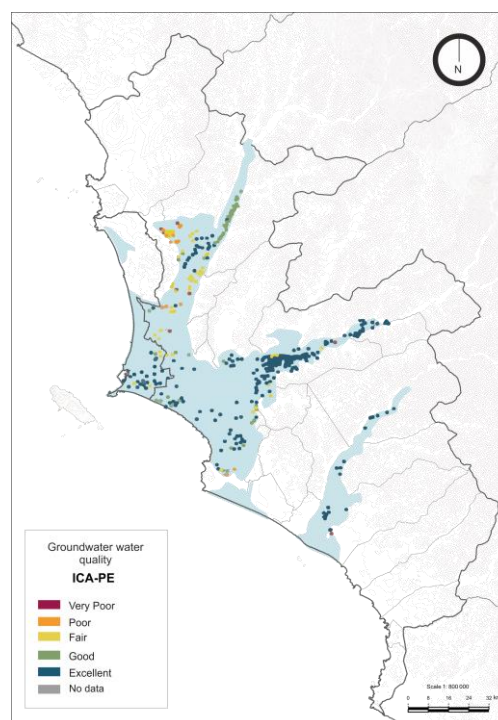 N
Groundwater water
quality
ICA-PE
Very Poor
Poor
Fair
Good
Excellent
No data
Scale 1: 800 000
0 8 16 24 32 km